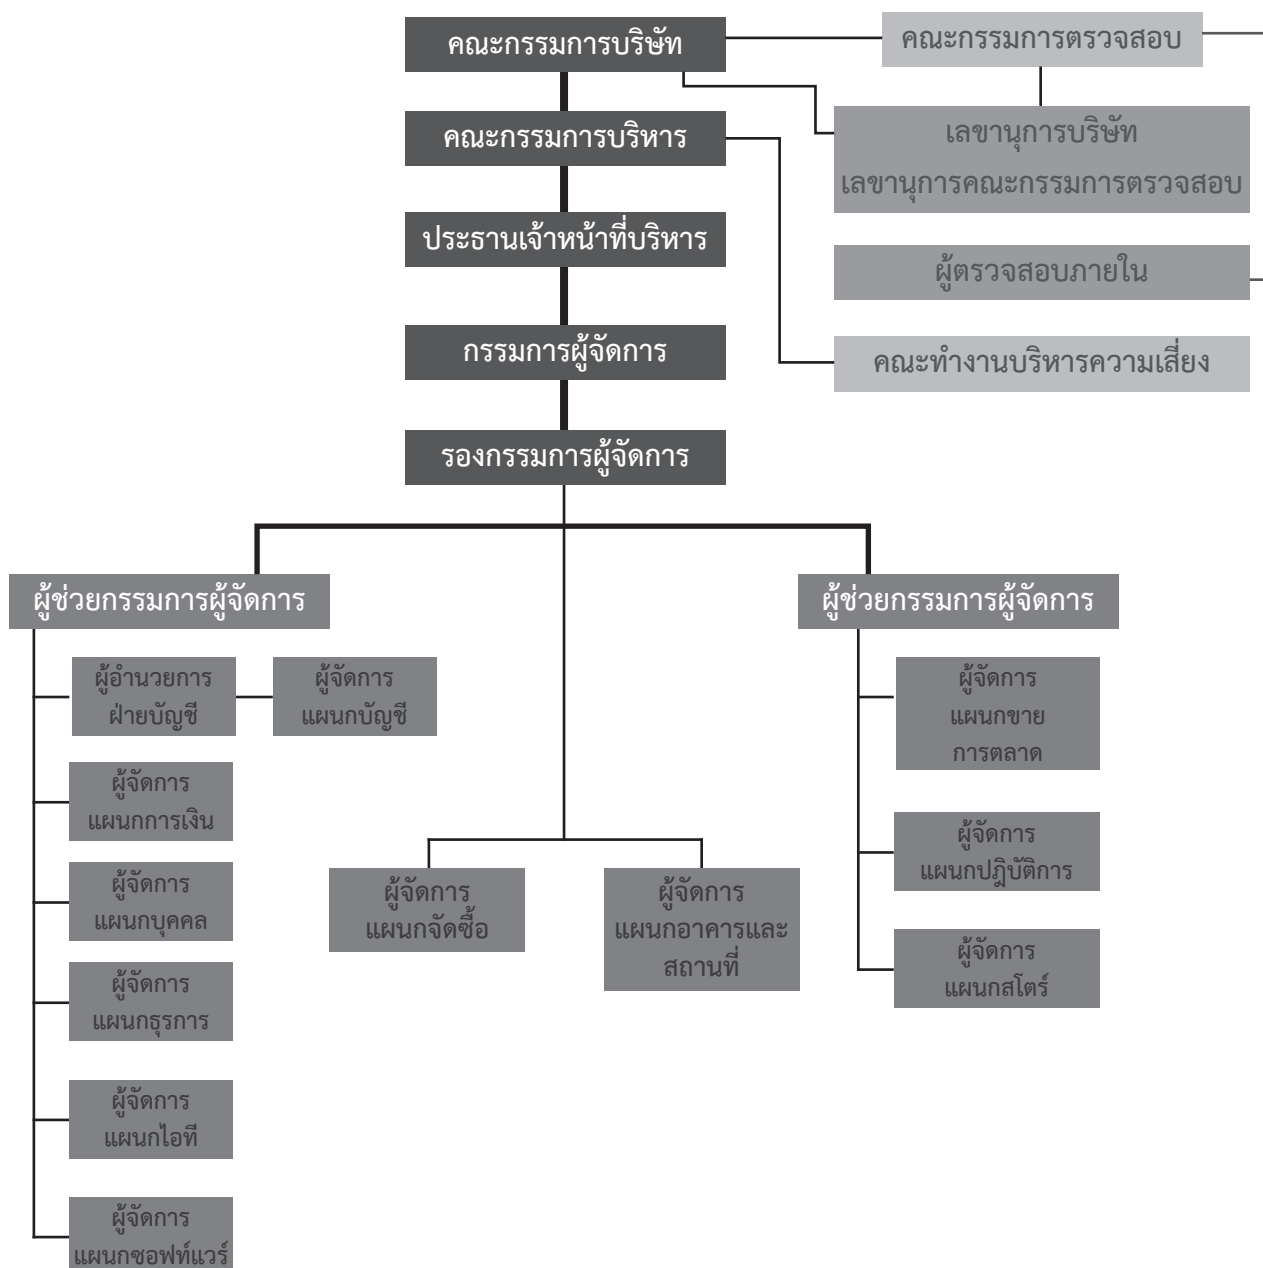 คณะกรรมการบริษัท
คณะกรรมการตรวจสอบ
คณะกรรมการบริหาร
เลขานุการบริษัท
เลขานุการคณะกรรมการตรวจสอบ
ประธานเจ้าหน้าที่บริหาร
ผู้ตรวจสอบภายใน
กรรมการผู้จัดการ
คณะทำงานบริหารความเสี่ยง
รองกรรมการผู้จัดการ
ผู้ช่วยกรรมการผู้จัดการ
ผู้อำนวยการ
ฝ่ายบัญชี
ผู้จัดการ
แผนกบัญชี
ผู้จัดการ
แผนกการเงิน
ผู้จัดการ
แผนกบุคคล
ผู้จัดการ
แผนกธุรการ
ผู้จัดการ
แผนกไอที
ผู้จัดการ
แผนกซอฟท์แวร์
ผู้จัดการ
แผนกจัดซื้อ
ผู้จัดการ
แผนกอาคารและ
สถานที่
ผู้ช่วยกรรมการผู้จัดการ
ผู้จัดการ
แผนกขาย
การตลาด
ผู้จัดการ
แผนกปฎิบัติการ
ผู้จัดการ
แผนกสโตร์